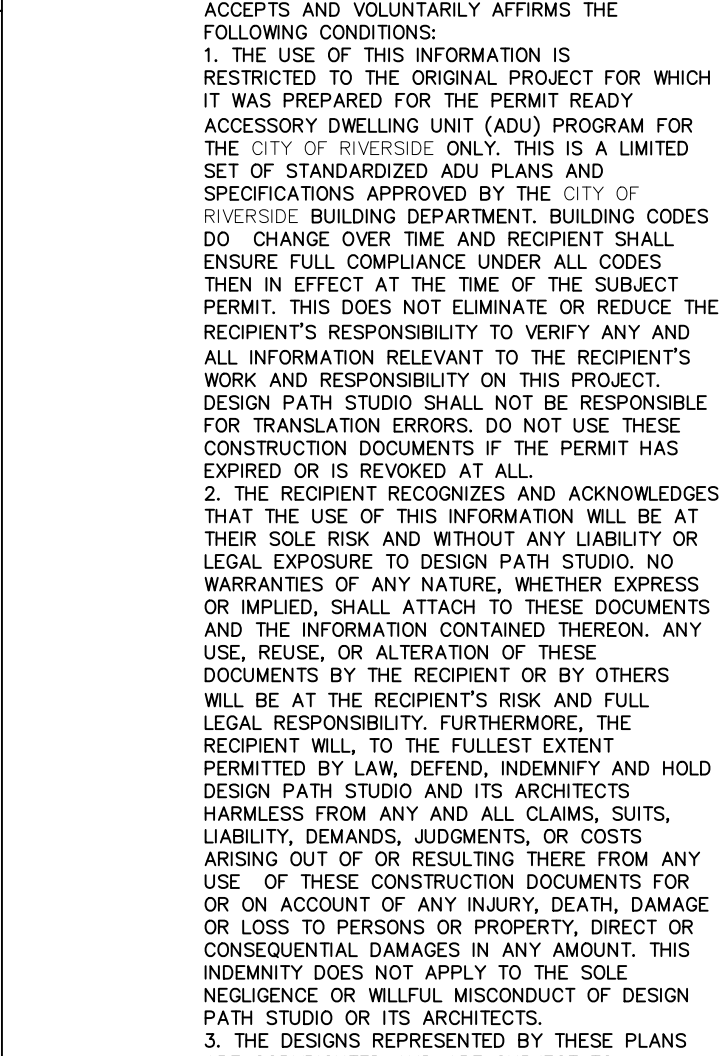 ACCEPTS AND VOLUNTARILY AFFIRMS THE
FOLLOWING CONDITIONS:
1. THE USE OF THIS INFORMATION IS
RESTRICTED TO THE ORIGINAL PROJECT FOR WHICH
IT WAS PREPARED FOR THE PERMIT READY
ACCESSORY DWELLING UNIT (ADU) PROGRAM FOR
THE CITY OF RIVERSIDE ONLY. THIS IS A LIMITED
SET OF STANDARDIZED ADU PLANS AND
SPECIFICATIONS APPROVED BY THE CITY OF
RIVERSIDE BUILDING DEPARTMENT. BUILDING CODES
DO CHANGE OVER TIME AND RECIPIENT SHALL
ENSURE FULL COMPLIANCE UNDER ALL CODES
THEN IN EFFECT AT THE TIME OF THE SUBJECT
PERMIT. THIS DOES NOT ELIMINATE OR REDUCE THE
RECIPIENT'S RESPONSIBILITY TO VERIFY ANY AND
ALL INFORMATION RELEVANT TO THE RECIPIENT'S
WORK AND RESPONSIBILITY ON THIS PROJECT.
DESIGN PATH STUDIO SHALL NOT BE RESPONSIBLE
FOR TRANSLATION ERRORS. DO NOT USE THESE
CONSTRUCTION DOCUMENTS IF THE PERMIT HAS
EXPIRED OR IS REVOKED AT ALL.
2. THE RECIPIENT RECOGNIZES AND ACKNOWLEDGES
THAT THE USE OF THIS INFORMATION WILL BE AT
THEIR SOLE RISK AND WITHOUT ANY LIABILITY OR
LEGAL EXPOSURE TO DESIGN PATH STUDIO. NO
WARRANTIES OF ANY NATURE, WHETHER EXPRESS
OR IMPLIED, SHALL ATTACH TO THESE DOCUMENTS
AND THE INFORMATION CONTAINED THEREON. ANY
USE, REUSE, OR ALTERATION OF THESE
DOCUMENTS BY THE RECIPIENT OR BY OTHERS
WILL BE AT THE RECIPIENT'S RISK AND FULL
LEGAL RESPONSIBILITY. FURTHERMORE, THE
RECIPIENT WILL, TO THE FULLEST EXTENT
PERMITTED BY LAW, DEFEND, INDEMNIFY AND HOLD
DESIGN PATH STUDIO AND ITS ARCHITECTS
HARMLESS FROM ANY AND ALL CLAIMS, SUITS,
LIABILITY, DEMANDS, JUDGMENTS, OR COSTS
ARISING OUT OF OR RESULTING THERE FROM ANY
USE OF THESE CONSTRUCTION DOCUMENTS FOR
OR ON ACCOUNT OF ANY INJURY, DEATH, DAMAGE
OR LOSS TO PERSONS OR PROPERTY, DIRECT OR
CONSEQUENTIAL DAMAGES IN ANY AMOUNT. THIS
INDEMNITY DOES NOT APPLY TO THE SOLE
NEGLIGENCE OR WILLFUL MISCONDUCT OF DESIGN
PATH STUDIO OR ITS ARCHITECTS.
3. THE DESIGNS REPRESENTED BY THESE PLANS